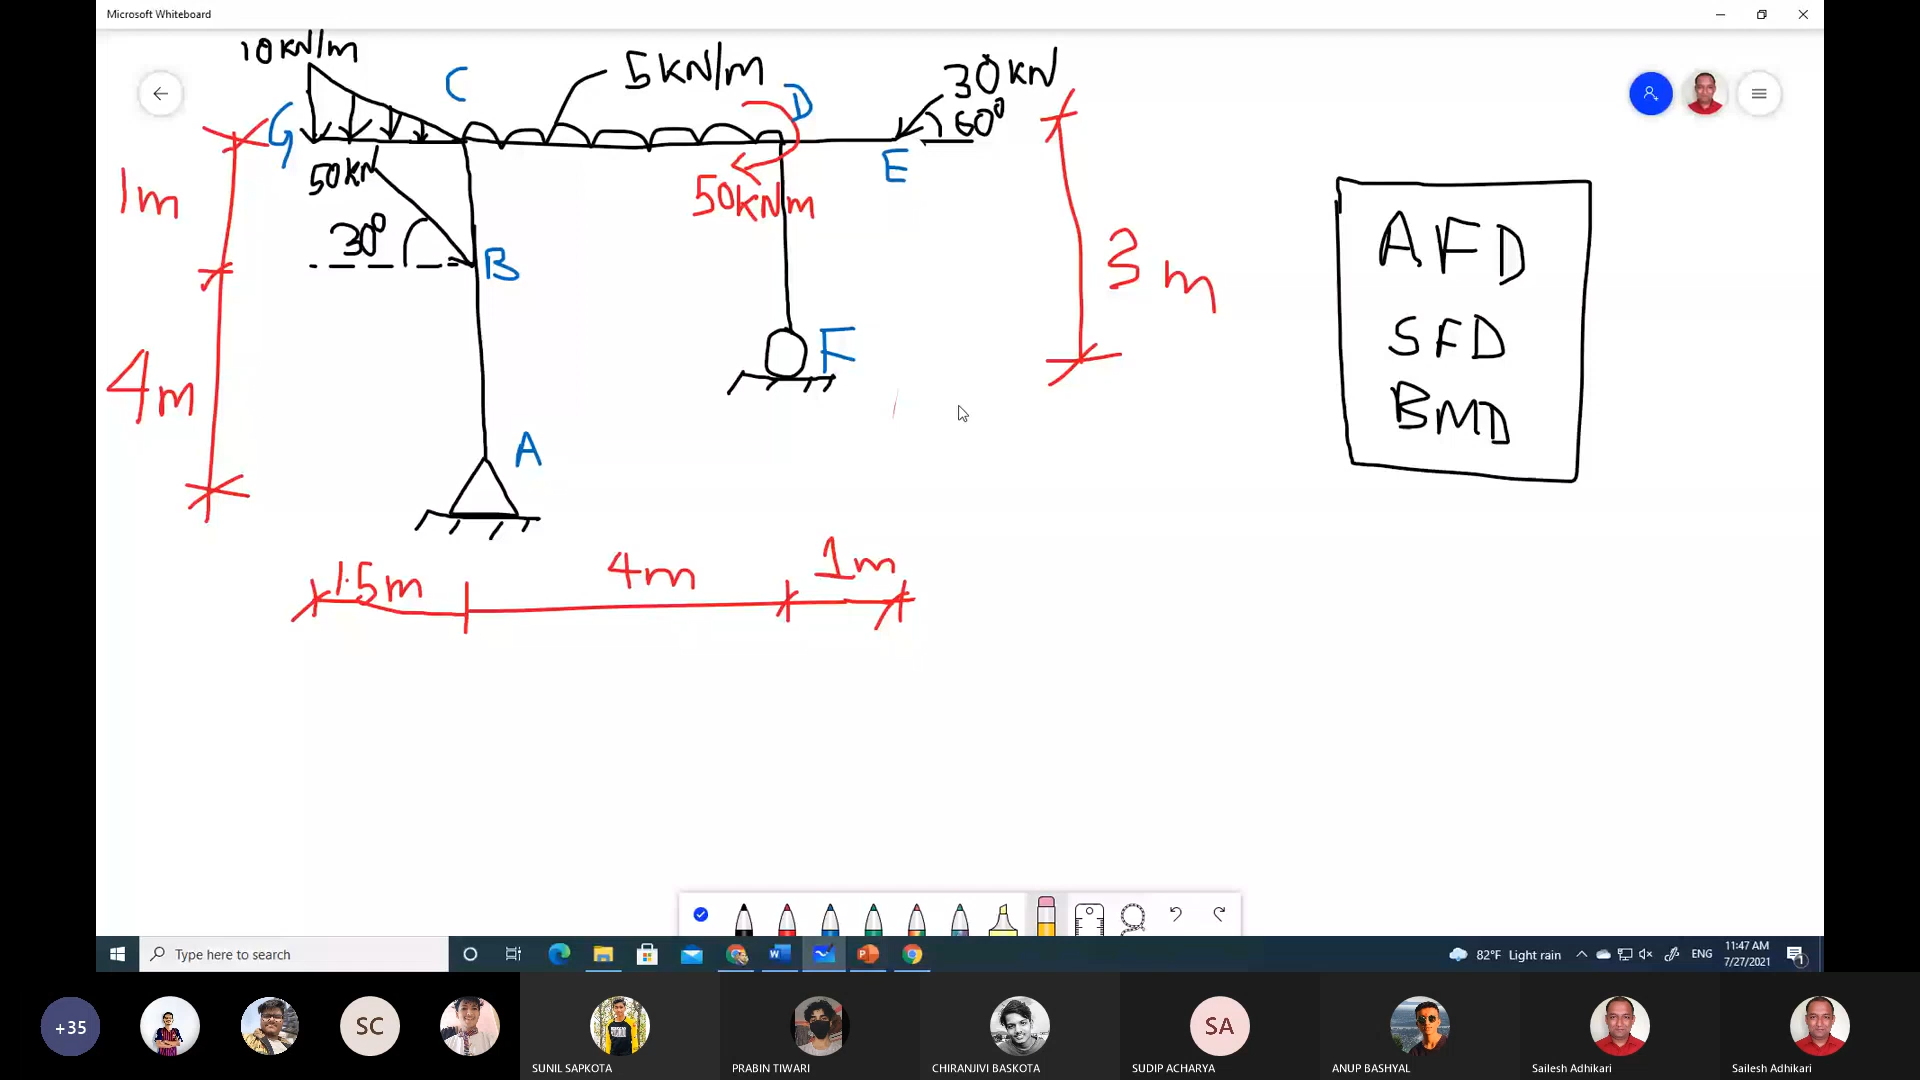 Microsoft Whiteboard
10kN/m
C
5kN/m
D
30kN
60°
G
E
50kN
50kNm
1m
30°
B
3m
AFD
SFD
BMD
F
4m
A
1.5m
4m
1m
Type here to search
82°F Light rain
ENG
11:47 AM
7/27/2021
1
+35
SC
SUNIL SAPKOTA
PRABIN TIWARI
CHIRANJIVI BASKOTA
SA
SUDIP ACHARYA
ANUP BASHYAL
Sailesh Adhikari
Sailesh Adhikari